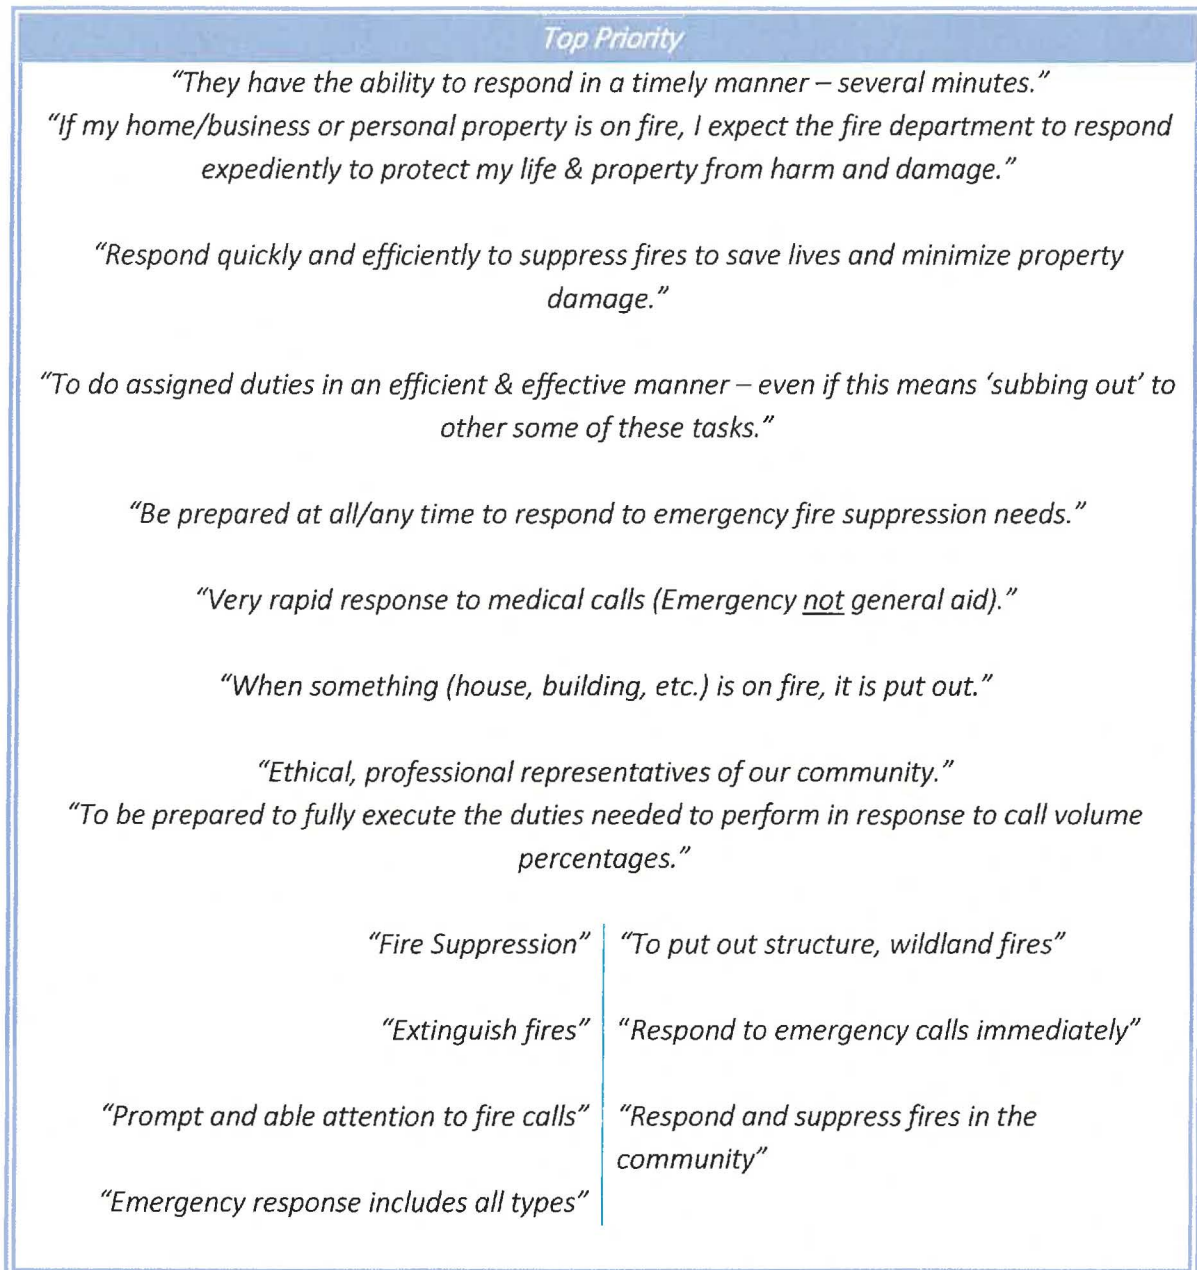 Top Priority
“They have the ability to respond in a timely manner – several minutes.”
“If my home/business or personal property is on fire, I expect the fire department to respond
expediently to protect my life & property from harm and damage.”
“Respond quickly and efficiently to suppress fires to save lives and minimize property
damage.”
“To do assigned duties in an efficient & effective manner – even if this means ‘subbing out’ to
other some of these tasks.”
“Be prepared at all/any time to respond to emergency fire suppression needs.”
“Very rapid response to medical calls (Emergency not general aid).”
“When something (house, building, etc.) is on fire, it is put out.”
“Ethical, professional representatives of our community.”
“To be prepared to fully execute the duties needed to perform in response to call volume
percentages.”
“Fire Suppression”
“Extinguish fires”
“Prompt and able attention to fire calls”
“Emergency response includes all types”
“To put out structure, wildland fires”
“Respond to emergency calls immediately”
“Respond and suppress fires in the
community”